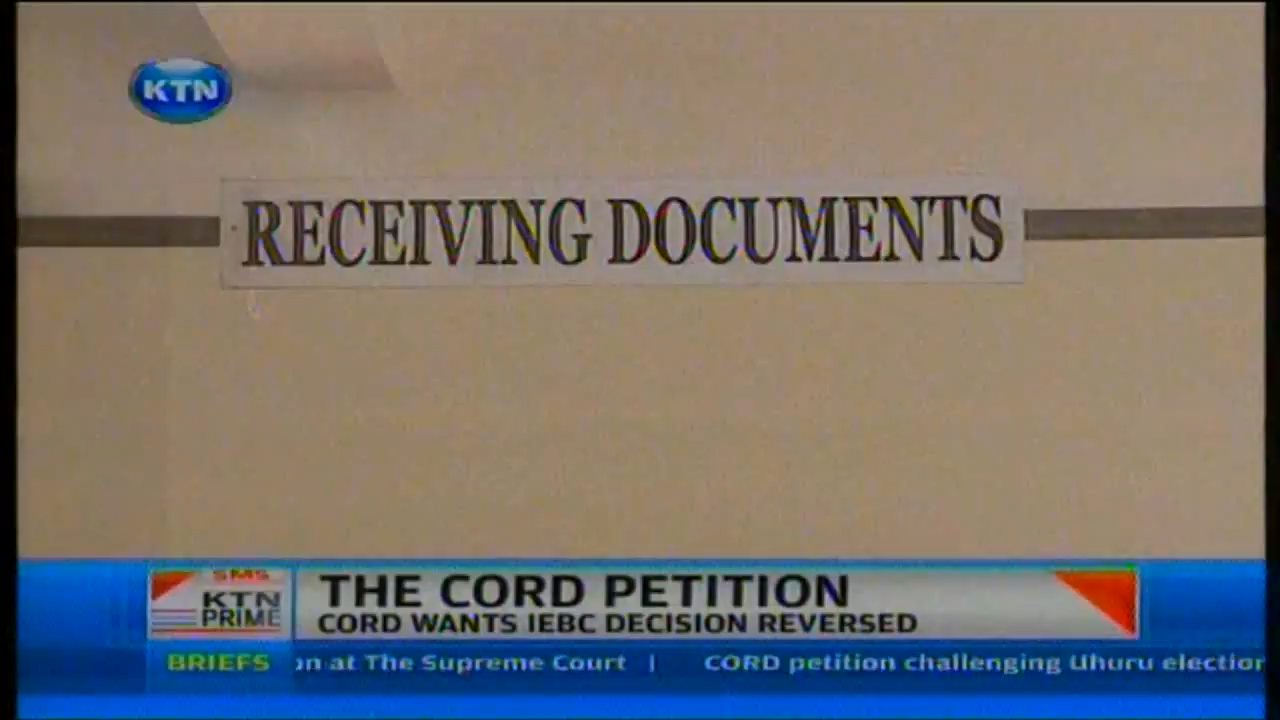 KTN
RECEIVING DOCUMENTS
SMS
KTN
PRIME
THE CORD PETITION
CORD WANTS IEBC DECISION REVERSED
BRIEFS
at The Supreme Court | CORD petition challenging Uhuru election